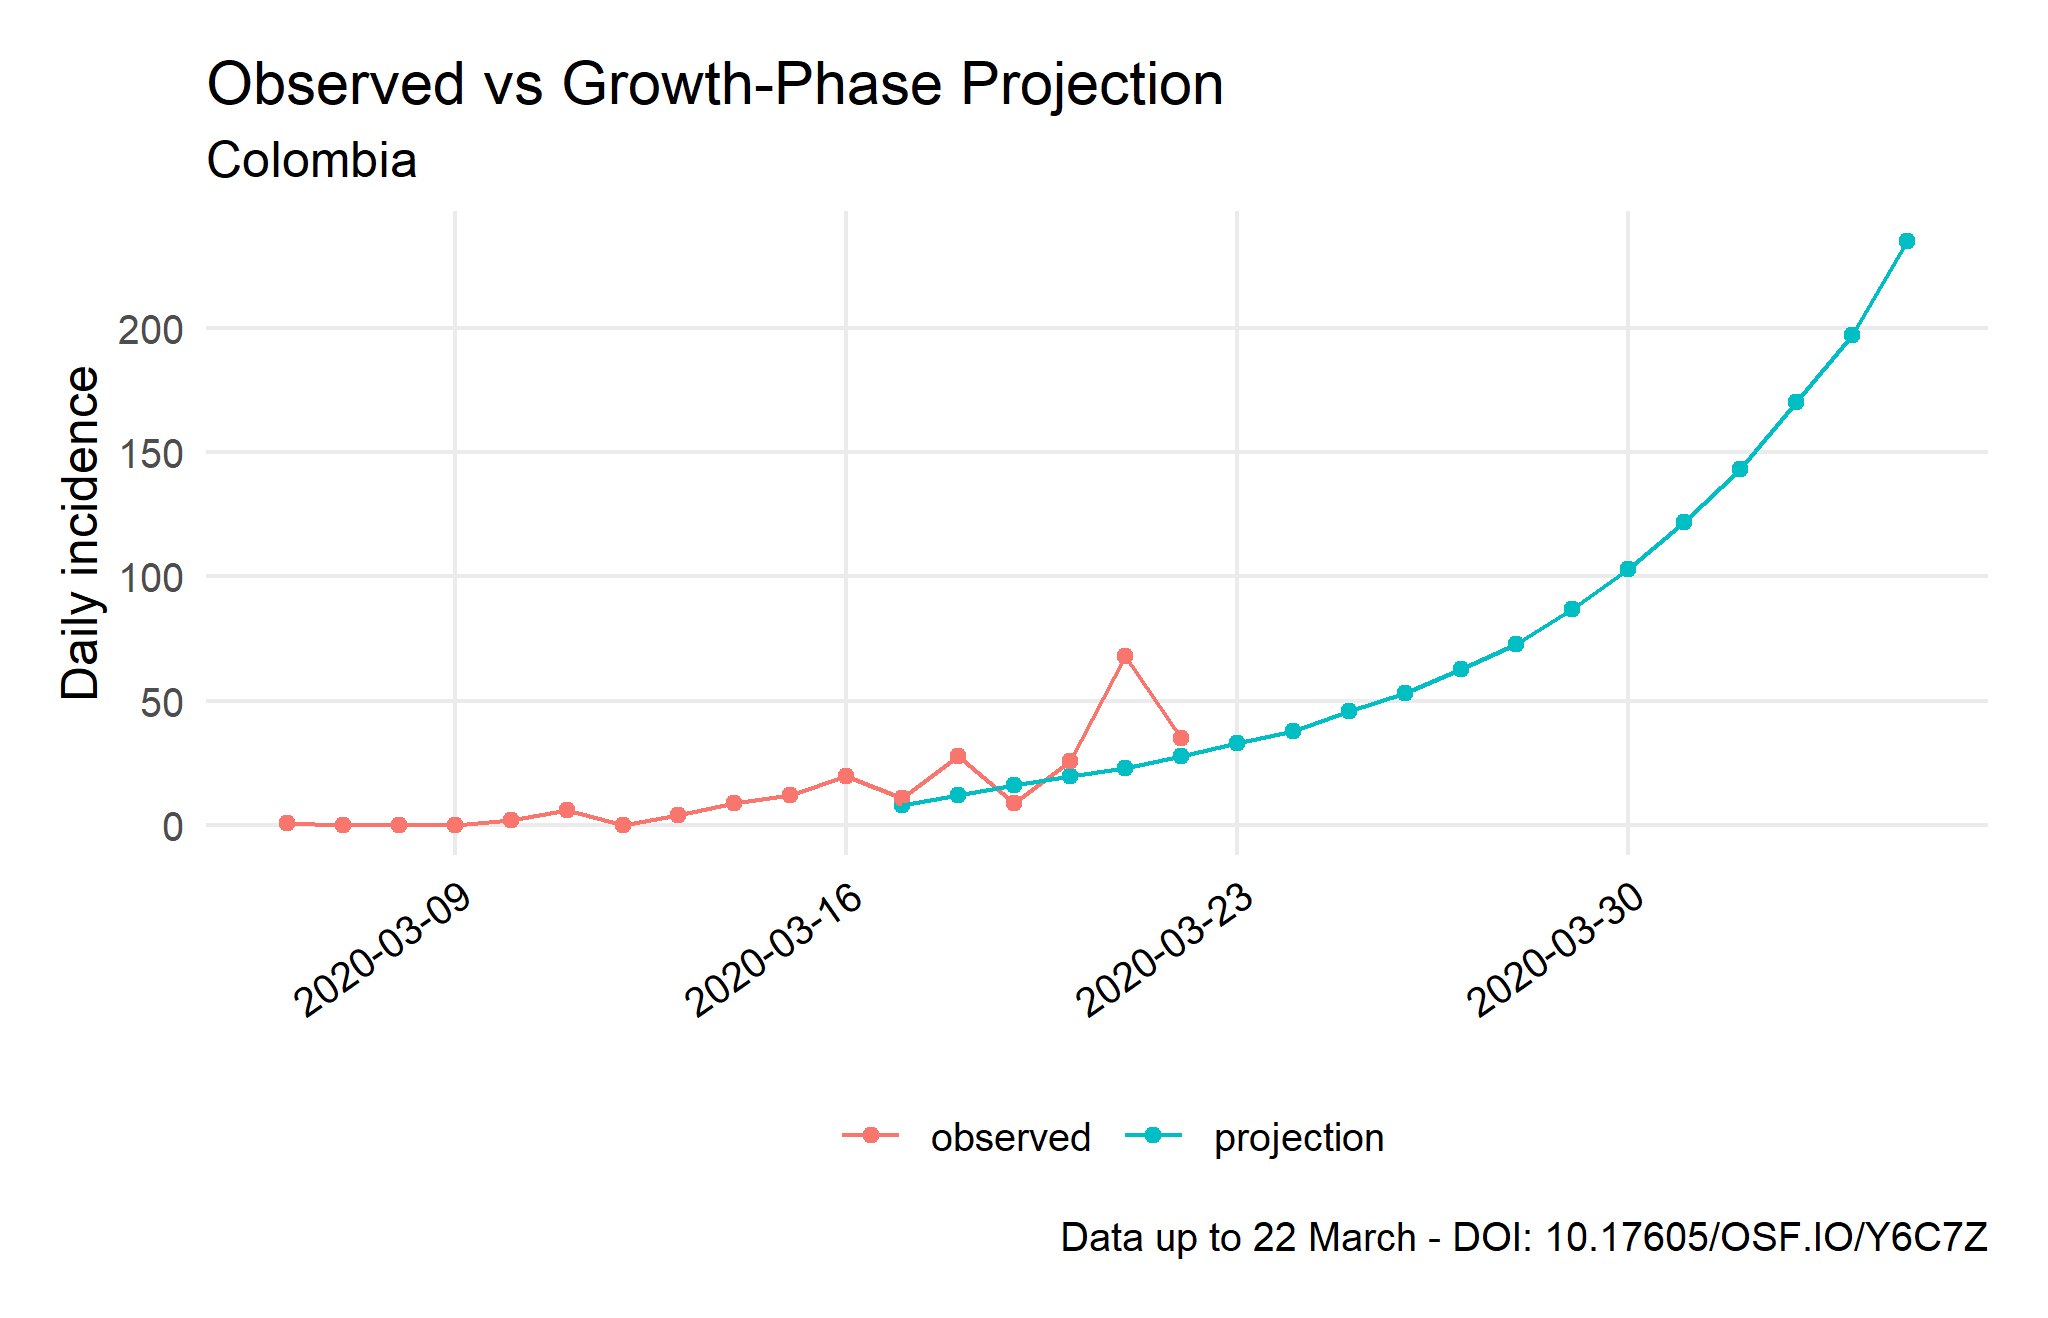 Observed vs Growth-Phase Projection
Colombia
Daily incidence
200
150
100
50
0
2020-03-09
2020-03-16
2020-03-23
2020-03-30
observed
projection
Data up to 22 March - DOI: 10.17605/OSF.IO/Y6C7Z